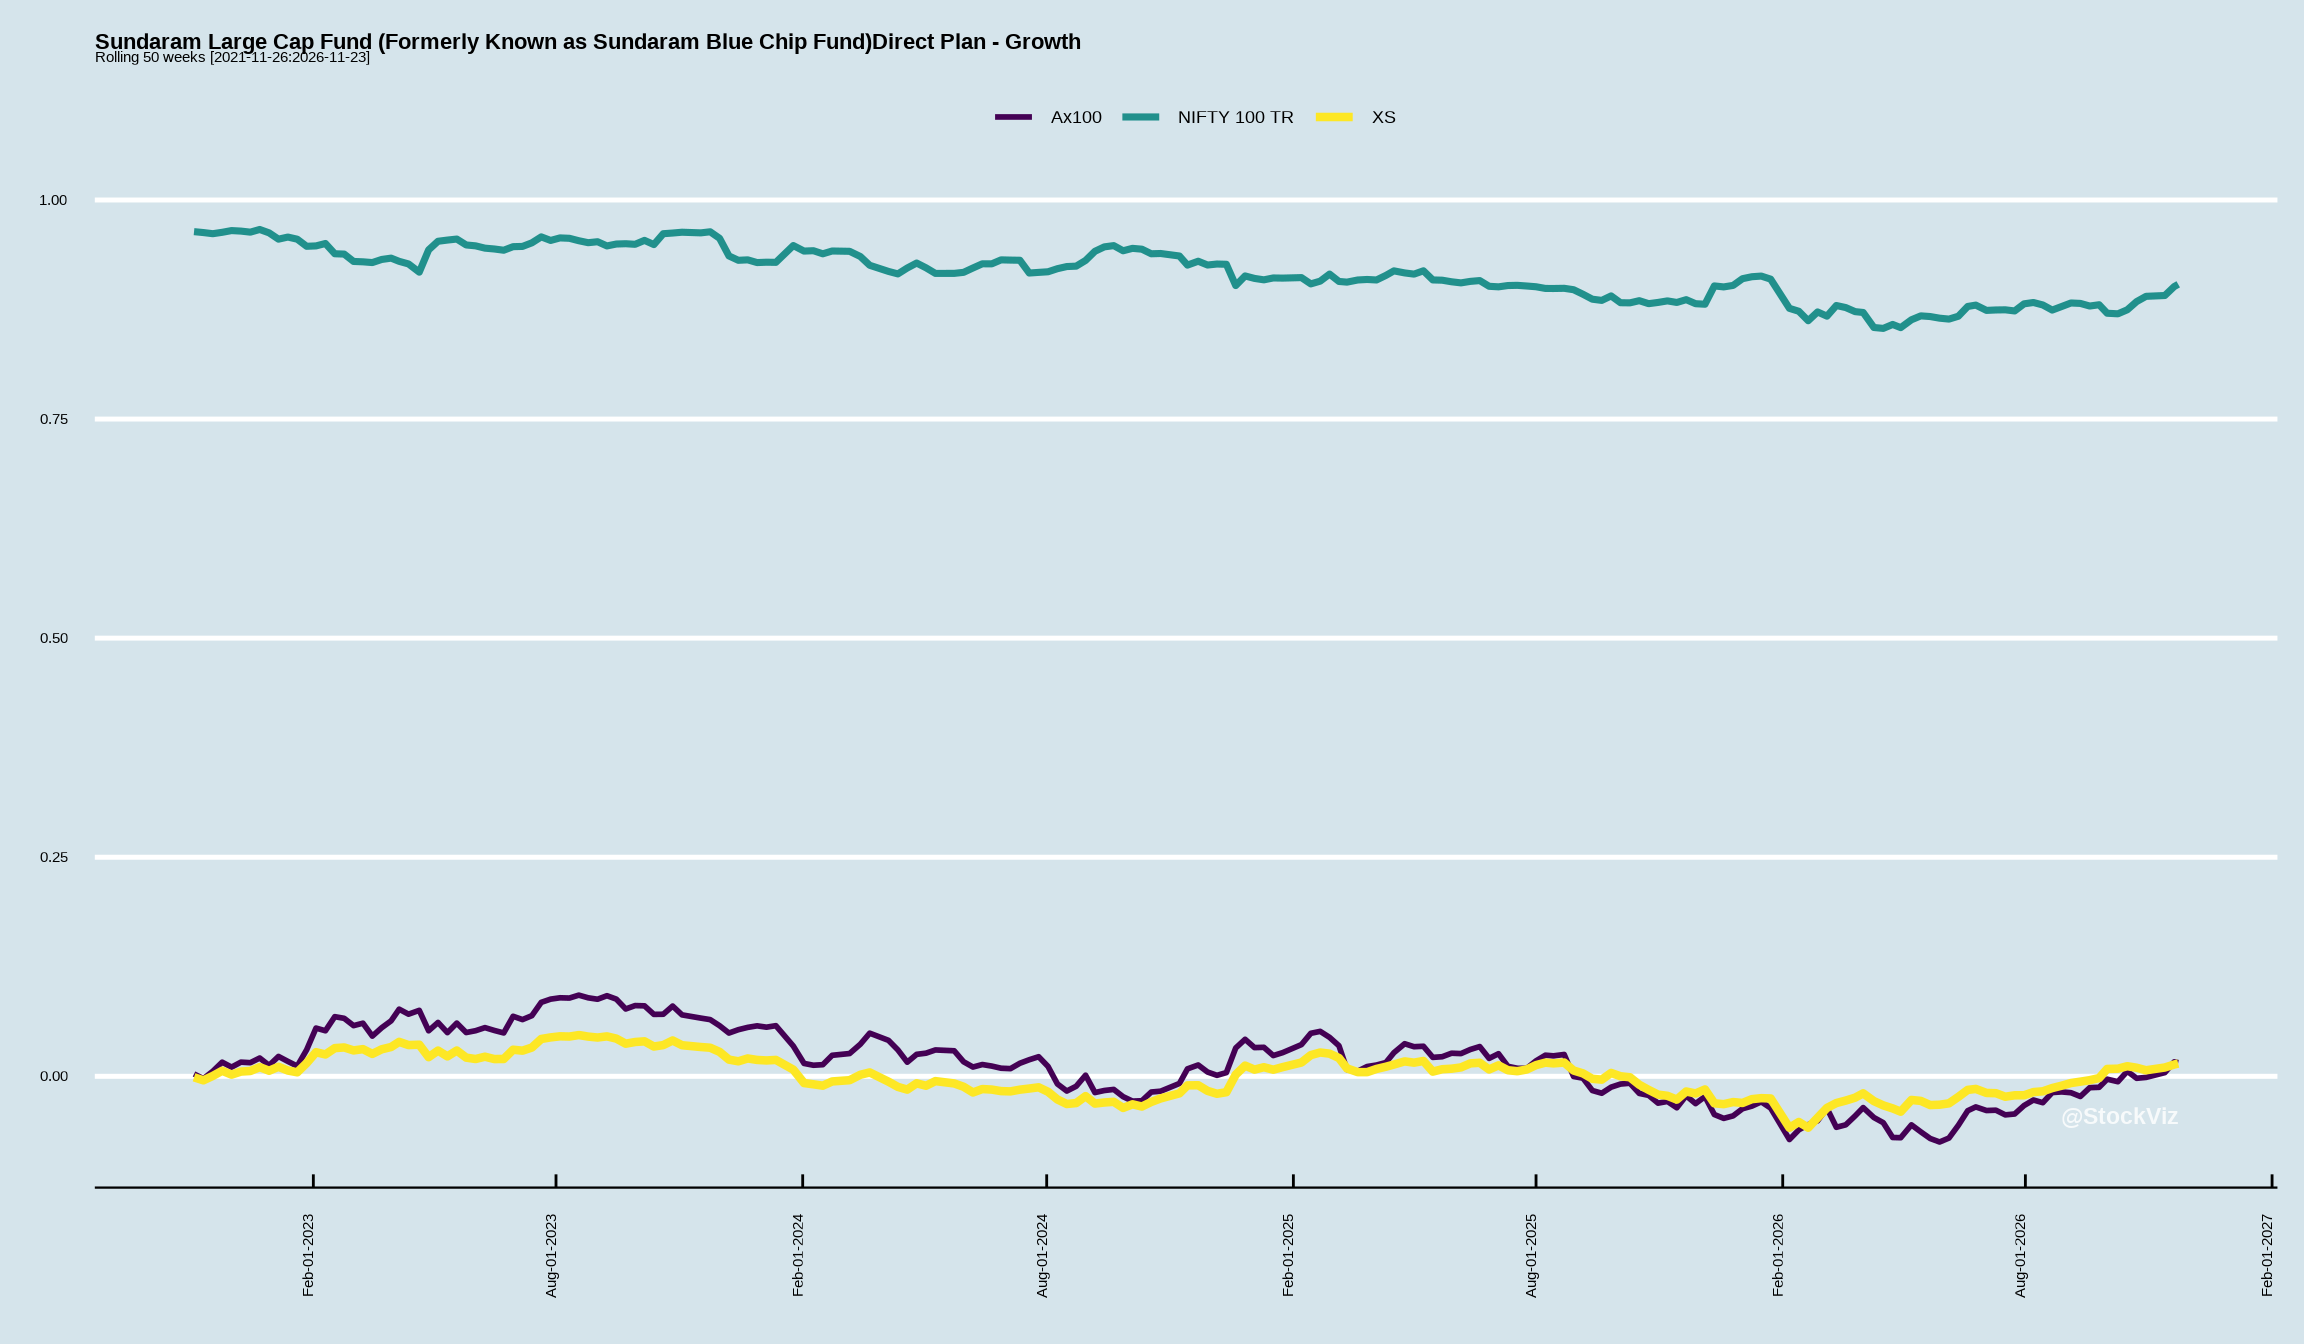 Sundaram Large Cap Fund (Formerly Known as Sundaram Blue Chip Fund)Direct Plan - Growth
Rolling 50 weeks [2021-11-26:2026-11-23]
Ax100 NIFTY 100 TR XS
1.00
0.75
0.50
0.25
0.00
@StockViz
Feb-01-2023
Aug-01-2023
Feb-01-2024
Aug-01-2024
Feb-01-2025
Aug-01-2025
Feb-01-2026
Aug-01-2026
Feb-01-2027